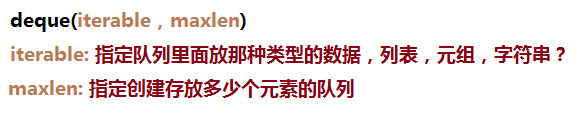 deque(iterable，maxlen)
iterable: 指定队列里面放那种类型的数据，列表，元组，字符串？
maxlen: 指定创建存放多少个元素的队列